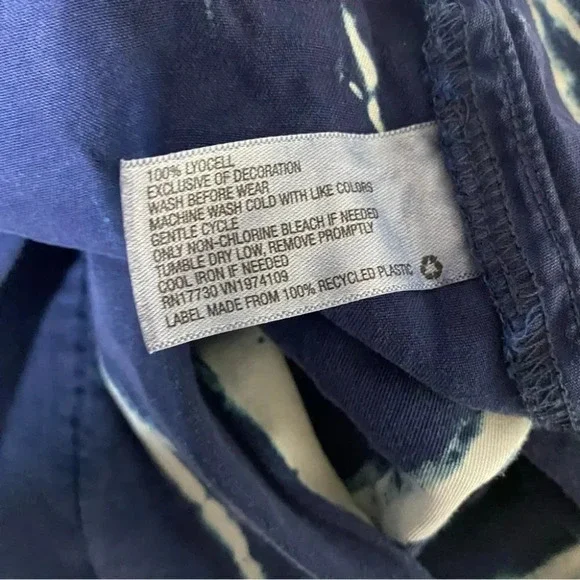 100% LYOCELL
EXCLUSIVE OF DECORATION
WASH BEFORE WEAR
MACHINE WASH COLD WITH LIKE COLORS
GENTLE CYCLE
ONLY NON-CHLORINE BLEACH IF NEEDED
TUMBLE DRY LOW, REMOVE PROMPTLY
COOL IRON IF NEEDED
RN17730 VN1974109
LABEL MADE FROM 100% RECYCLED PLASTIC